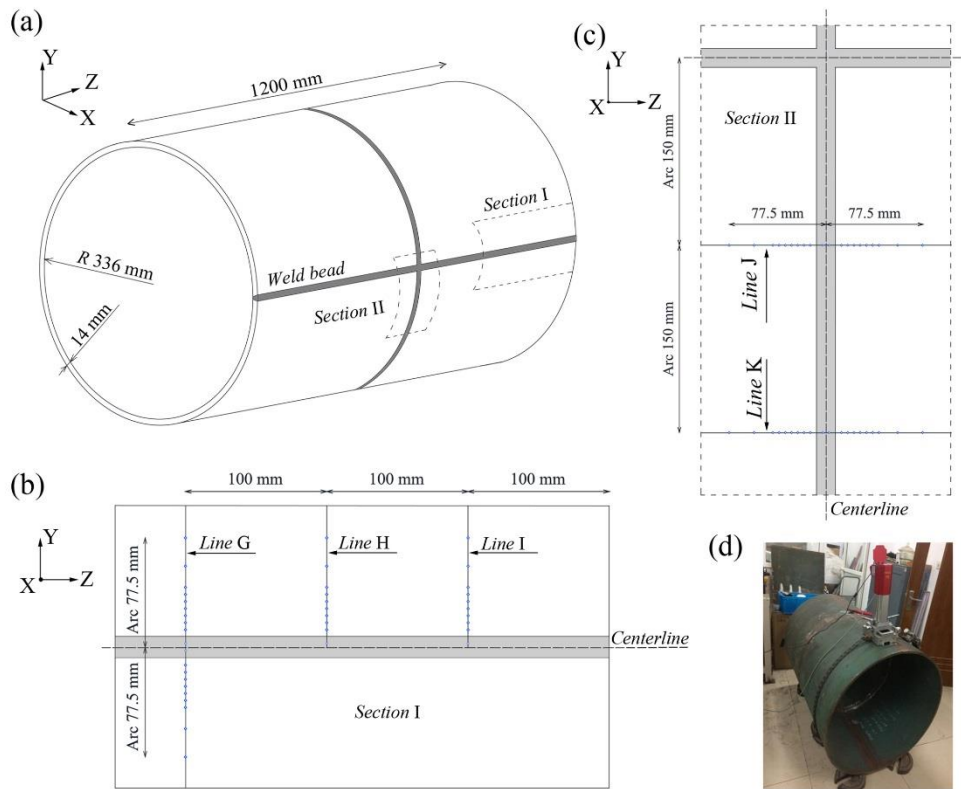 (a)
Y
Z
X
1200 mm
Section I
R 336 mm
Weld bead
Section II
14 mm
(b)
100 mm
100 mm
100 mm
Y
X
Z
Line G
Line H
Line I
Arc 77.5 mm
Centerline
Arc 77.5 mm
Section I
(c)
Y
X
Z
Section II
Arc 150 mm
77.5 mm
77.5 mm
Line J
Arc 150 mm
Line K
Centerline
(d)